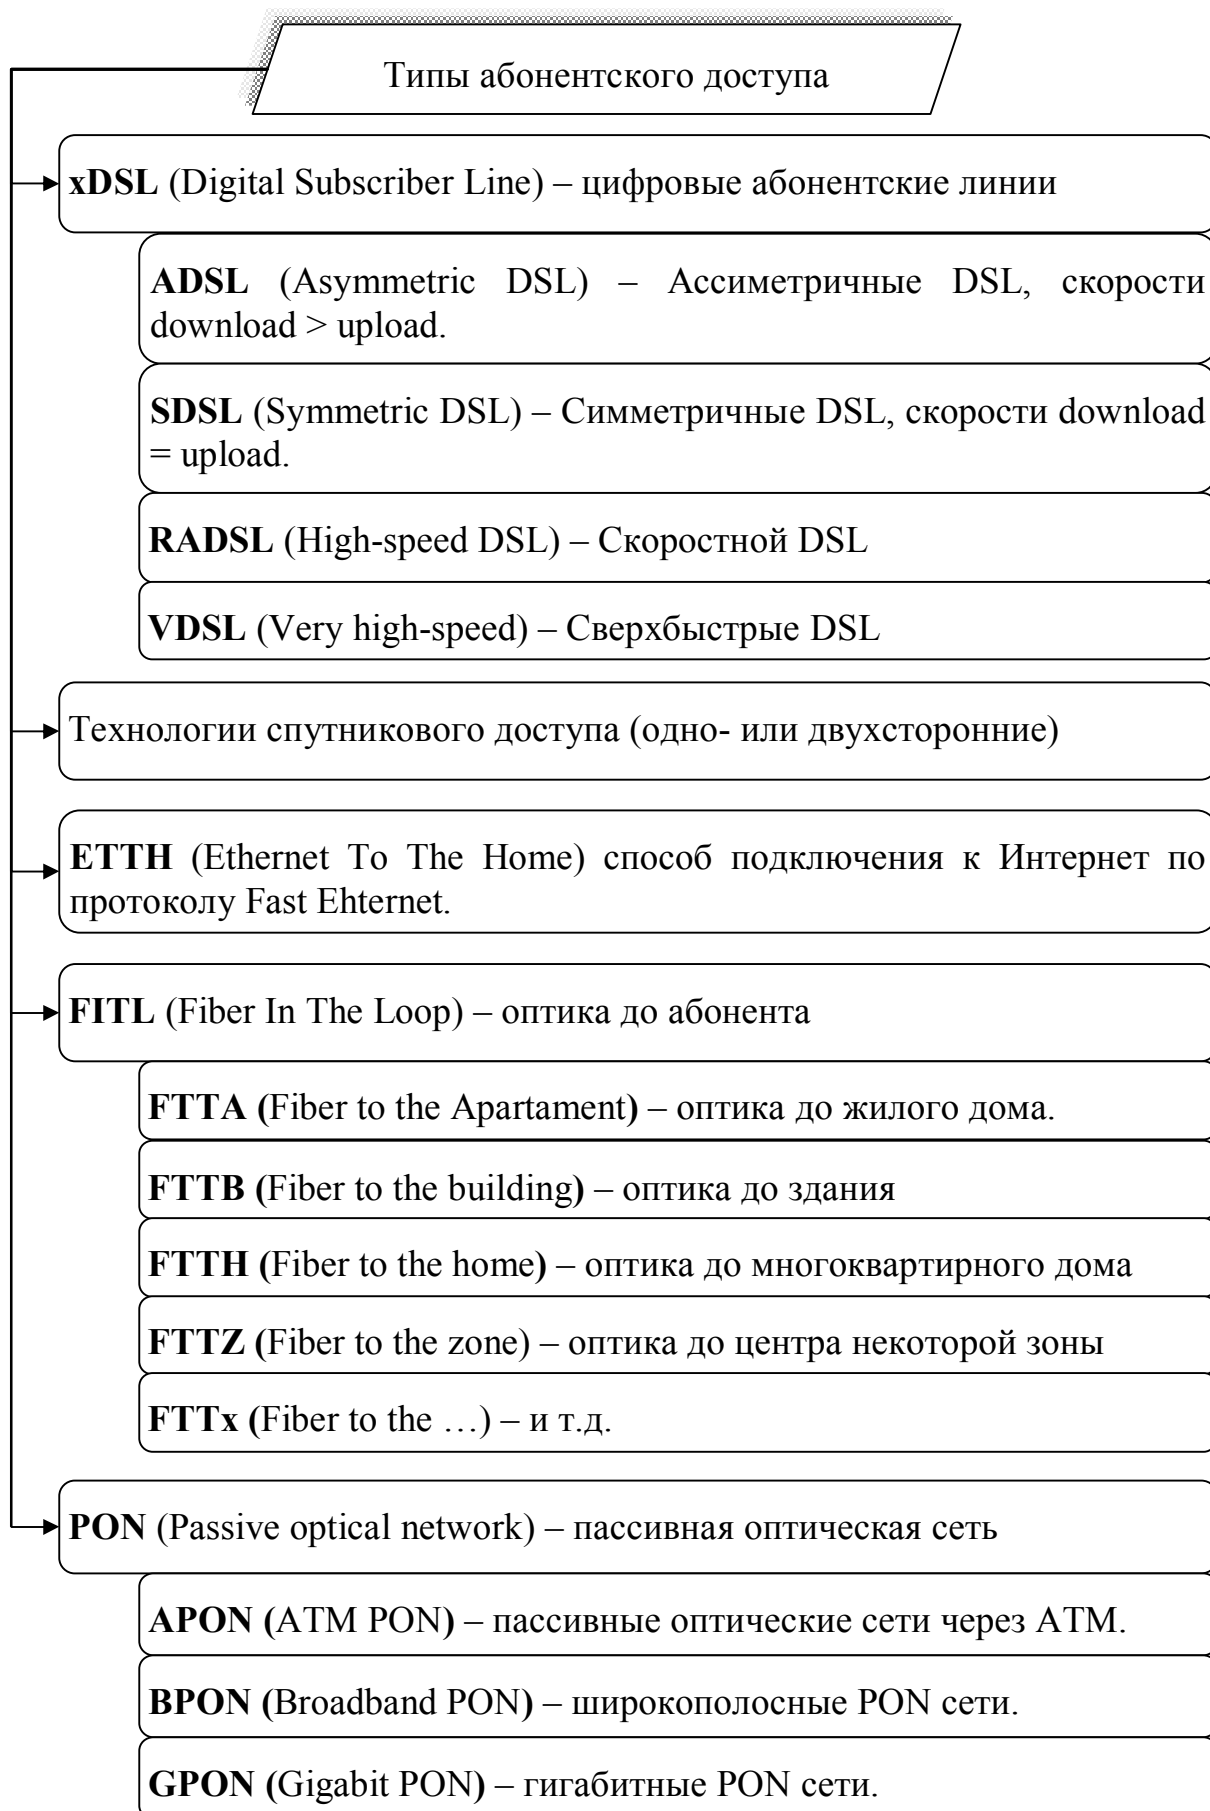 Типы абонентского доступа
xDSL (Digital Subscriber Line) – цифровые абонентские линии
ADSL (Asymmetric DSL) – Ассиметричные DSL, скорости
download > upload.
SDSL (Symmetric DSL) – Симметричные DSL, скорости download
= upload.
RADSL (High-speed DSL) – Скоростной DSL
VDSL (Very high-speed) – Сверхбыстрые DSL
Технологии спутникового доступа (одно- или двухсторонние)
ETTH (Ethernet To The Home) способ подключения к Интернет по
протоколу Fast Ehternet.
FITL (Fiber In The Loop) – оптика до абонента
FTTA (Fiber to the Apartament) – оптика до жилого дома.
FTTB (Fiber to the building) – оптика до здания
FTTH (Fiber to the home) – оптика до многоквартирного дома
FTTZ (Fiber to the zone) – оптика до центра некоторой зоны
FTTx (Fiber to the …) – и т.д.
PON (Passive optical network) – пассивная оптическая сеть
APON (ATM PON) – пассивные оптические сети через ATM.
BPON (Broadband PON) – широкополосные PON сети.
GPON (Gigabit PON) – гигабитные PON сети.